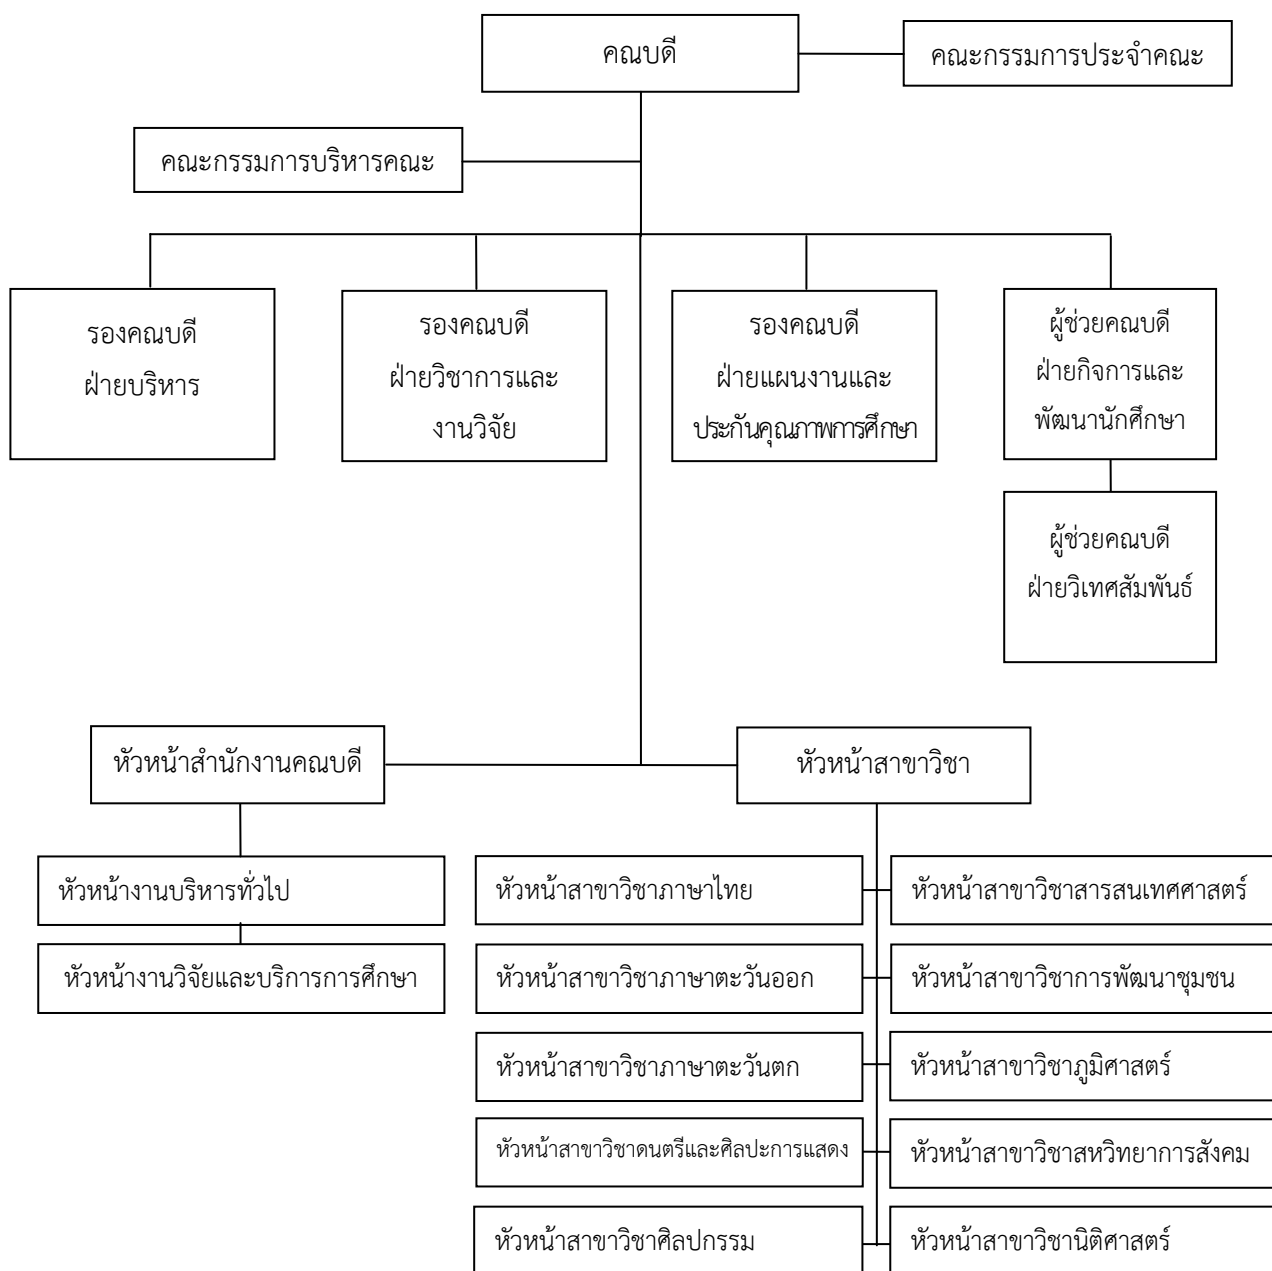 คณบดี
คณะกรรมการประจำคณะ
คณะกรรมการบริหารคณะ
รองคณบดี
ฝ่ายบริหาร
รองคณบดี
ฝ่ายวิชาการและ
งานวิจัย
รองคณบดี
ฝ่ายแผนงานและ
ประกันคุณภาพการศึกษา
ผู้ช่วยคณบดี
ฝ่ายกิจการและ
พัฒนานักศึกษา
ผู้ช่วยคณบดี
ฝ่ายวิเทศสัมพันธ์
หัวหน้าสำนักงานคณบดี
หัวหน้าสาขาวิชา
หัวหน้างานบริหารทั่วไป
หัวหน้างานวิจัยและบริการการศึกษา
หัวหน้าสาขาวิชาภาษาไทย
หัวหน้าสาขาวิชาสารสนเทศศาสตร์
หัวหน้าสาขาวิชาภาษาตะวันออก
หัวหน้าสาขาวิชาการพัฒนาชุมชน
หัวหน้าสาขาวิชาภาษาตะวันตก
หัวหน้าสาขาวิชาภูมิศาสตร์
หัวหน้าสาขาวิชาดนตรีและศิลปะการแสดง
หัวหน้าสาขาวิชาสหวิทยาการสังคม
หัวหน้าสาขาวิชาศิลปกรรม
หัวหน้าสาขาวิชานิติศาสตร์